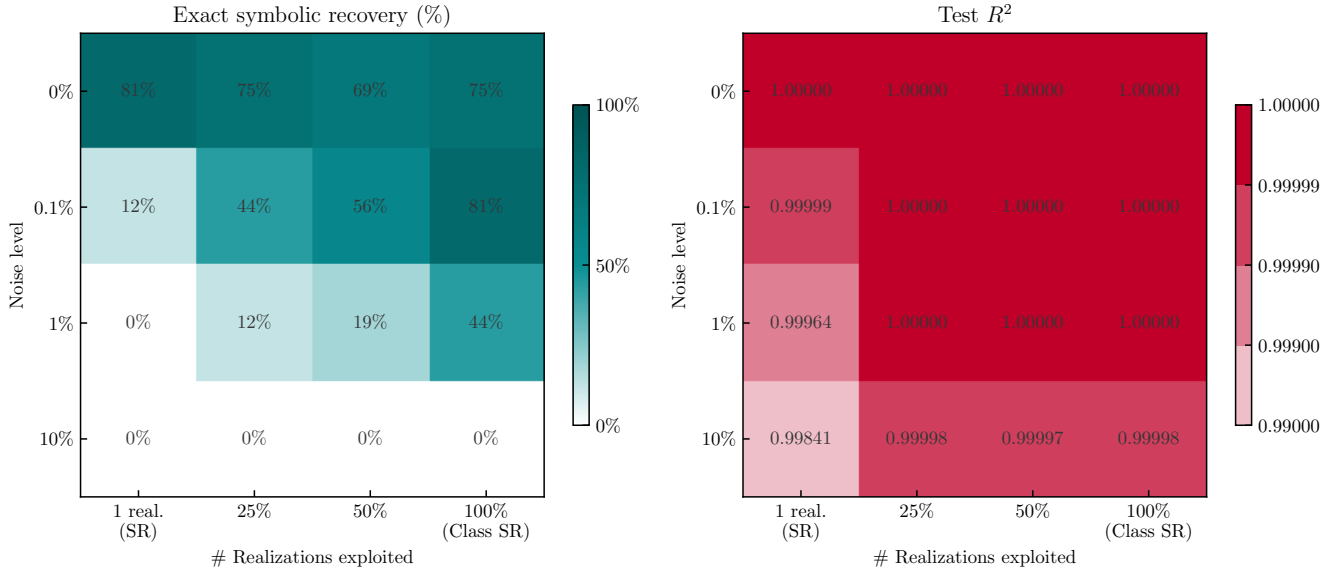 Exact symbolic recovery (%)
0% 81% 75% 69% 75%
0.1% 12% 44% 56% 81%
1% 0% 12% 19% 44%
10% 0% 0% 0% 0%
Noise level
1 real. (SR) 25% 50% 100% (Class SR)
# Realizations exploited
100%
50%
0%
Test R²
0% 1.00000 1.00000 1.00000 1.00000
0.1% 0.99999 1.00000 1.00000 1.00000
1% 0.99964 1.00000 1.00000 1.00000
10% 0.99841 0.99998 0.99997 0.99998
Noise level
1 real. (SR) 25% 50% 100% (Class SR)
# Realizations exploited
1.00000
0.99999
0.99990
0.99900
0.99000